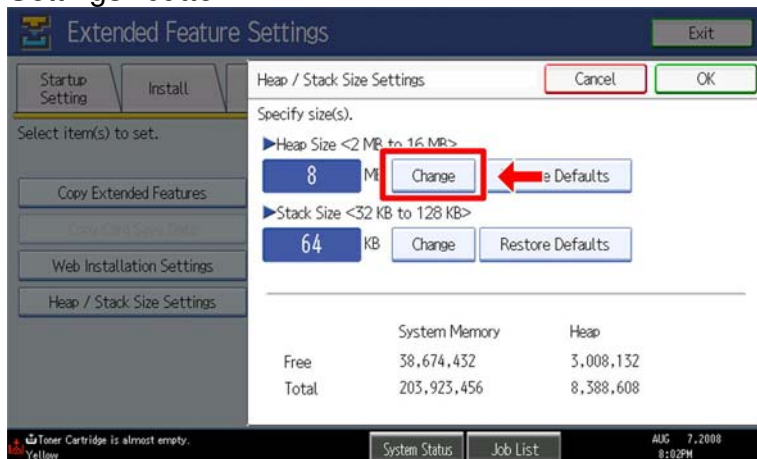 Extended Feature Settings
Exit
Startup
Setting
Install
Heap / Stack Size Settings
Cancel
OK
Select item(s) to set.
Specify size(s).
▶Heap Size <2 MB to 16 MB>
8
MB
Change
e Defaults
Copy Extended Features
▶Stack Size <32 KB to 128 KB>
Copy Card Save Data
64
KB
Change
Restore Defaults
Web Installation Settings
Heap / Stack Size Settings
System Memory
Heap
Free
38,674,432
3,008,132
Total
203,923,456
8,388,608
Toner Cartridge is almost empty.
Yellow
System Status
Job List
AUG 7.2008
8:02PM